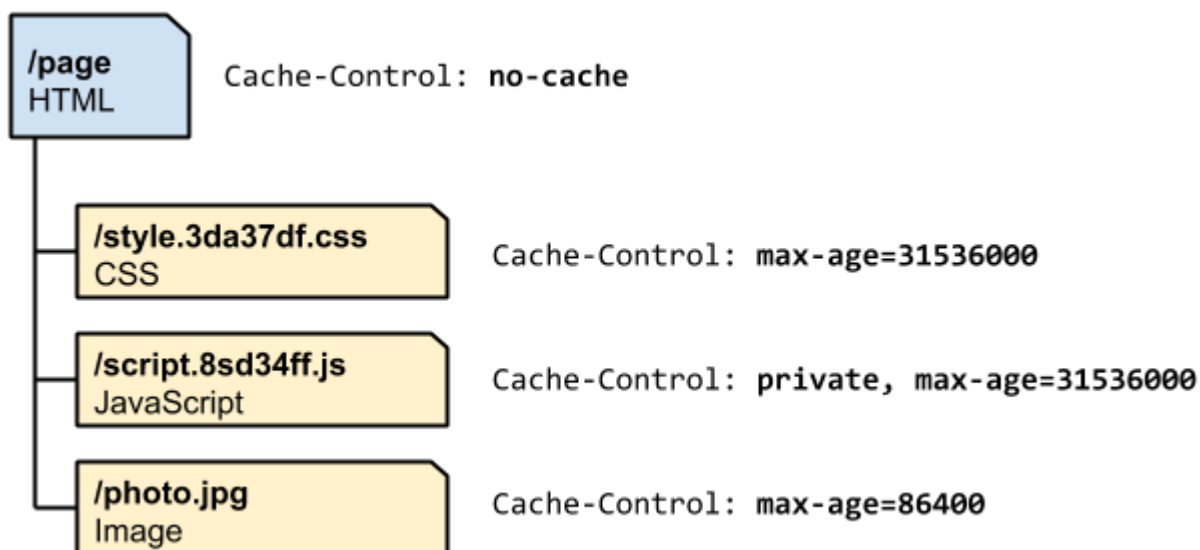 /page
HTML
Cache-Control: no-cache
/style.3da37df.css
CSS
Cache-Control: max-age=31536000
/script.8sd34ff.js
JavaScript
Cache-Control: private, max-age=31536000
/photo.jpg
Image
Cache-Control: max-age=86400